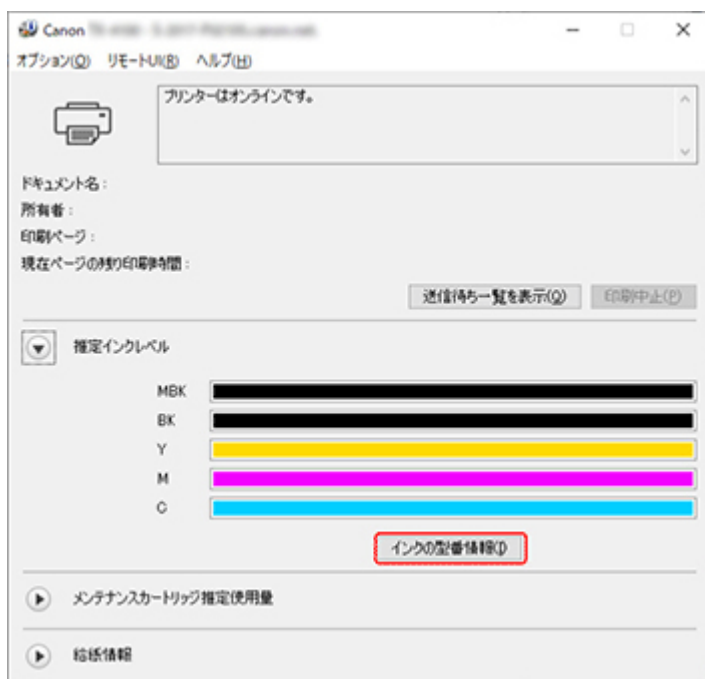 Canon
オプション(O) リモートUI(R) ヘルプ(H)
プリンターはオンラインです。
ドキュメント名 :
所有者 :
印刷ページ :
現在ページの残り印刷時間 :
送信待ち一覧を表示(Q) 印刷中止(P)
推定インクレベル
MBK
BK
Y
M
C
インクの型番情報(I)
メンテナンスカートリッジ推定使用量
給紙情報